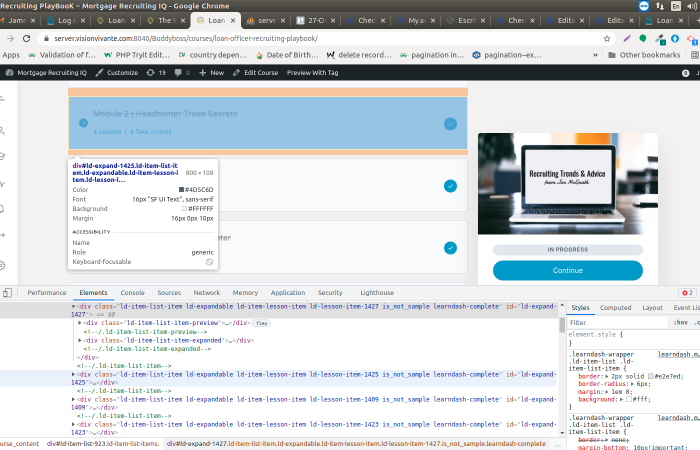 Recruiting PlayBooK – Mortgage Recruiting IQ - Google Chrome
En
Jame
Log I
Loan
The S
Loan
serve
27-O
Chec
My a
Escri
Chec
Edit
Edit
Chec
server.visionvivante.com:8040/Buddyboss/courses/loan-officer-recruiting-playbook/
Apps
Validation of f...
PHP Tryit Edit...
country depen...
Date of Birth...
delete record...
pagination in...
pagination--ex...
»
Other bookmarks
Mortgage Recruiting IQ
Customize
19
0
New
Edit Course
Preview With Tag
0
Jim
Module 2 | Headhunter Trade Secrets
4 Lessons | 4 Take Actions
div#ld-expand-1425.ld-item-list-it
em.ld-expandable.ld-item-lesson-i
tem.ld-lesson-i...
800 × 108
Color
#4D5C6D
Font
16px "SF UI Text", sans-serif
Background
#FFFFFF
Margin
16px 0px 10px
ACCESSIBILITY
Name
Role
generic
Keyboard-focusable
nter
Recruiting Trends & Advice
from Jim McGrath
IN PROGRESS
Continue
Performance
Elements
Console
Sources
Network
Memory
Application
Security
Lighthouse
2
<div class="ld-item-list-item ld-expandable ld-item-lesson-item ld-lesson-item-1427 is_not_sample learndash-complete" id="ld-expand-
1427"> == $0
<div class="ld-item-list-item-preview">…</div>
flex
<!--/.ld-item-list-item-preview-->
<div class="ld-item-list-item-expanded">…</div>
<!--/.ld-item-list-item-expanded-->
</div>
<!--/.ld-item-list-item-->
<div class="ld-item-list-item ld-expandable ld-item-lesson-item ld-lesson-item-1425 is_not_sample learndash-complete" id="ld-expand-
1425">…</div>
<!--/.ld-item-list-item-->
<div class="ld-item-list-item ld-expandable ld-item-lesson-item ld-lesson-item-1409 is_not_sample learndash-complete" id="ld-expand-
1409">…</div>
<!--/.ld-item-list-item-->
<div class="ld-item-list-item ld-expandable ld-item-lesson-item ld-lesson-item-1423 is_not_sample learndash-complete" id="ld-expand-
1423">…</div>
urse_content
div#ld-item-list-923.ld-item-list-items.
div#ld-expand-1427.ld-item-list-item.ld-expandable.ld-item-lesson-item.ld-lesson-item-1427.is_not_sample.learndash-complete
...
Styles
Computed
Layout
Event List
Filter
:hov
element.style {
}
.learndash-wrapper
learndash.m…
.ld-item-list .ld-
item-list-item {
border: 2px solid #e2e7ed;
border-radius: 6px;
margin: 1em 0;
background: #fff;
}
.learndash-wrapper
learndash.m…
.ld-item-list .ld-
item-list-item {
border: none;
margin-bottom: 10px!important;